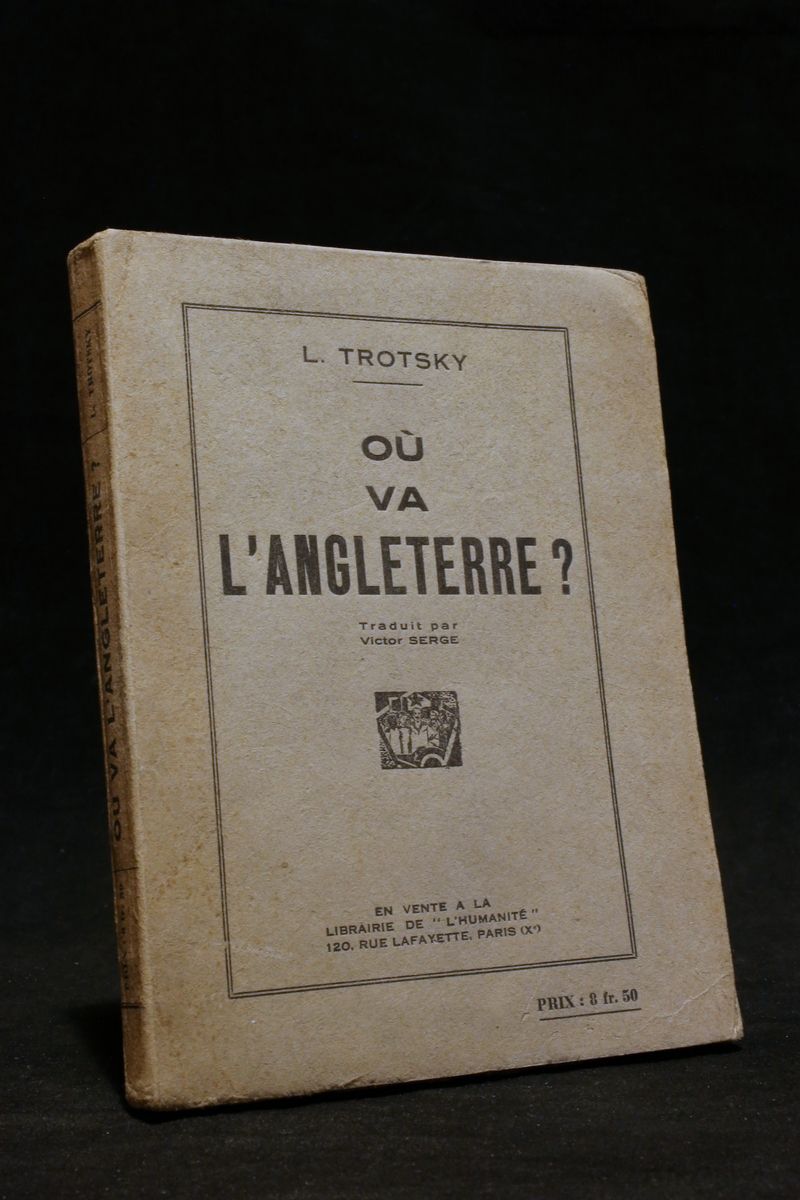 L. TROTSKY
OÙ
VA
L'ANGLETERRE ?
Traduit par
Victor SERGE
EN VENTE A LA
LIBRAIRIE DE " L'HUMANITÉ "
120, RUE LAFAYETTE, PARIS (Xᵉ)
PRIX : 8 fr. 50
L. TROTSKY
OÙ VA L'ANGLETERRE ?